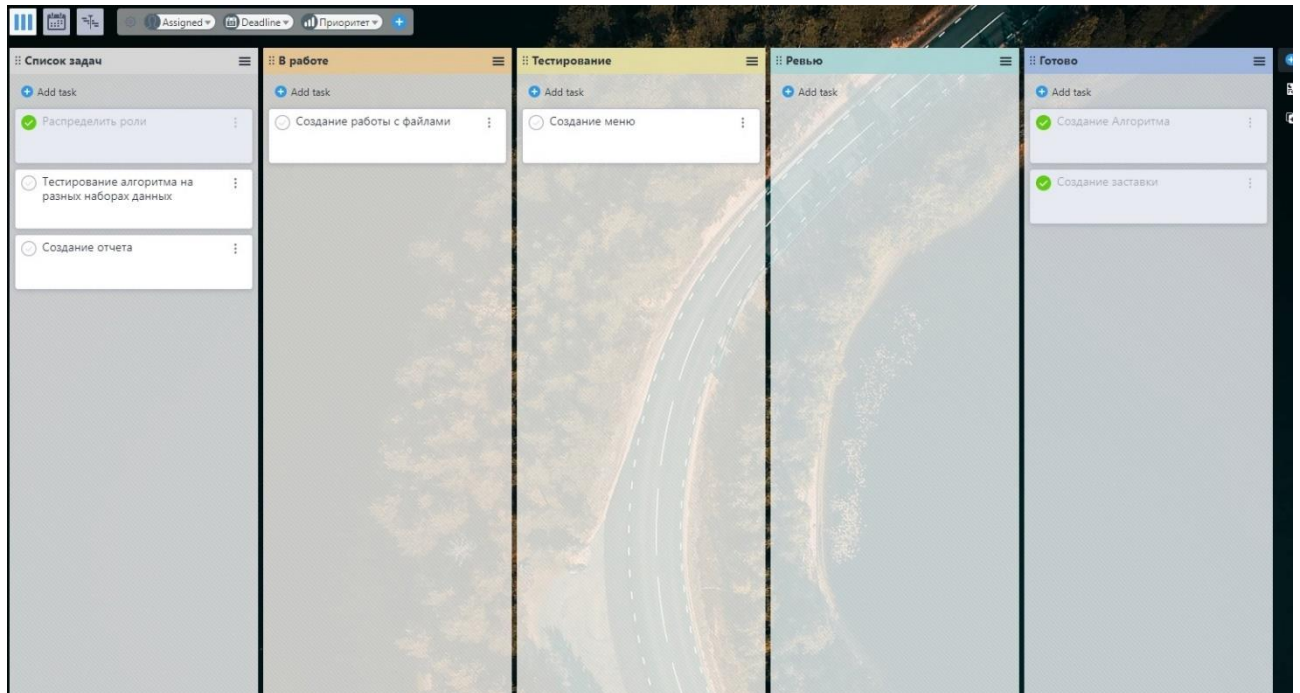 Assigned
Deadline
Приоритет
Список задач
Add task
Распределить роли
Тестирование алгоритма на
разных наборах данных
Создание отчета
В работе
Add task
Создание работы с файлами
Тестирование
Add task
Создание меню
Ревью
Add task
Готово
Add task
Создание Алгоритма
Создание заставки